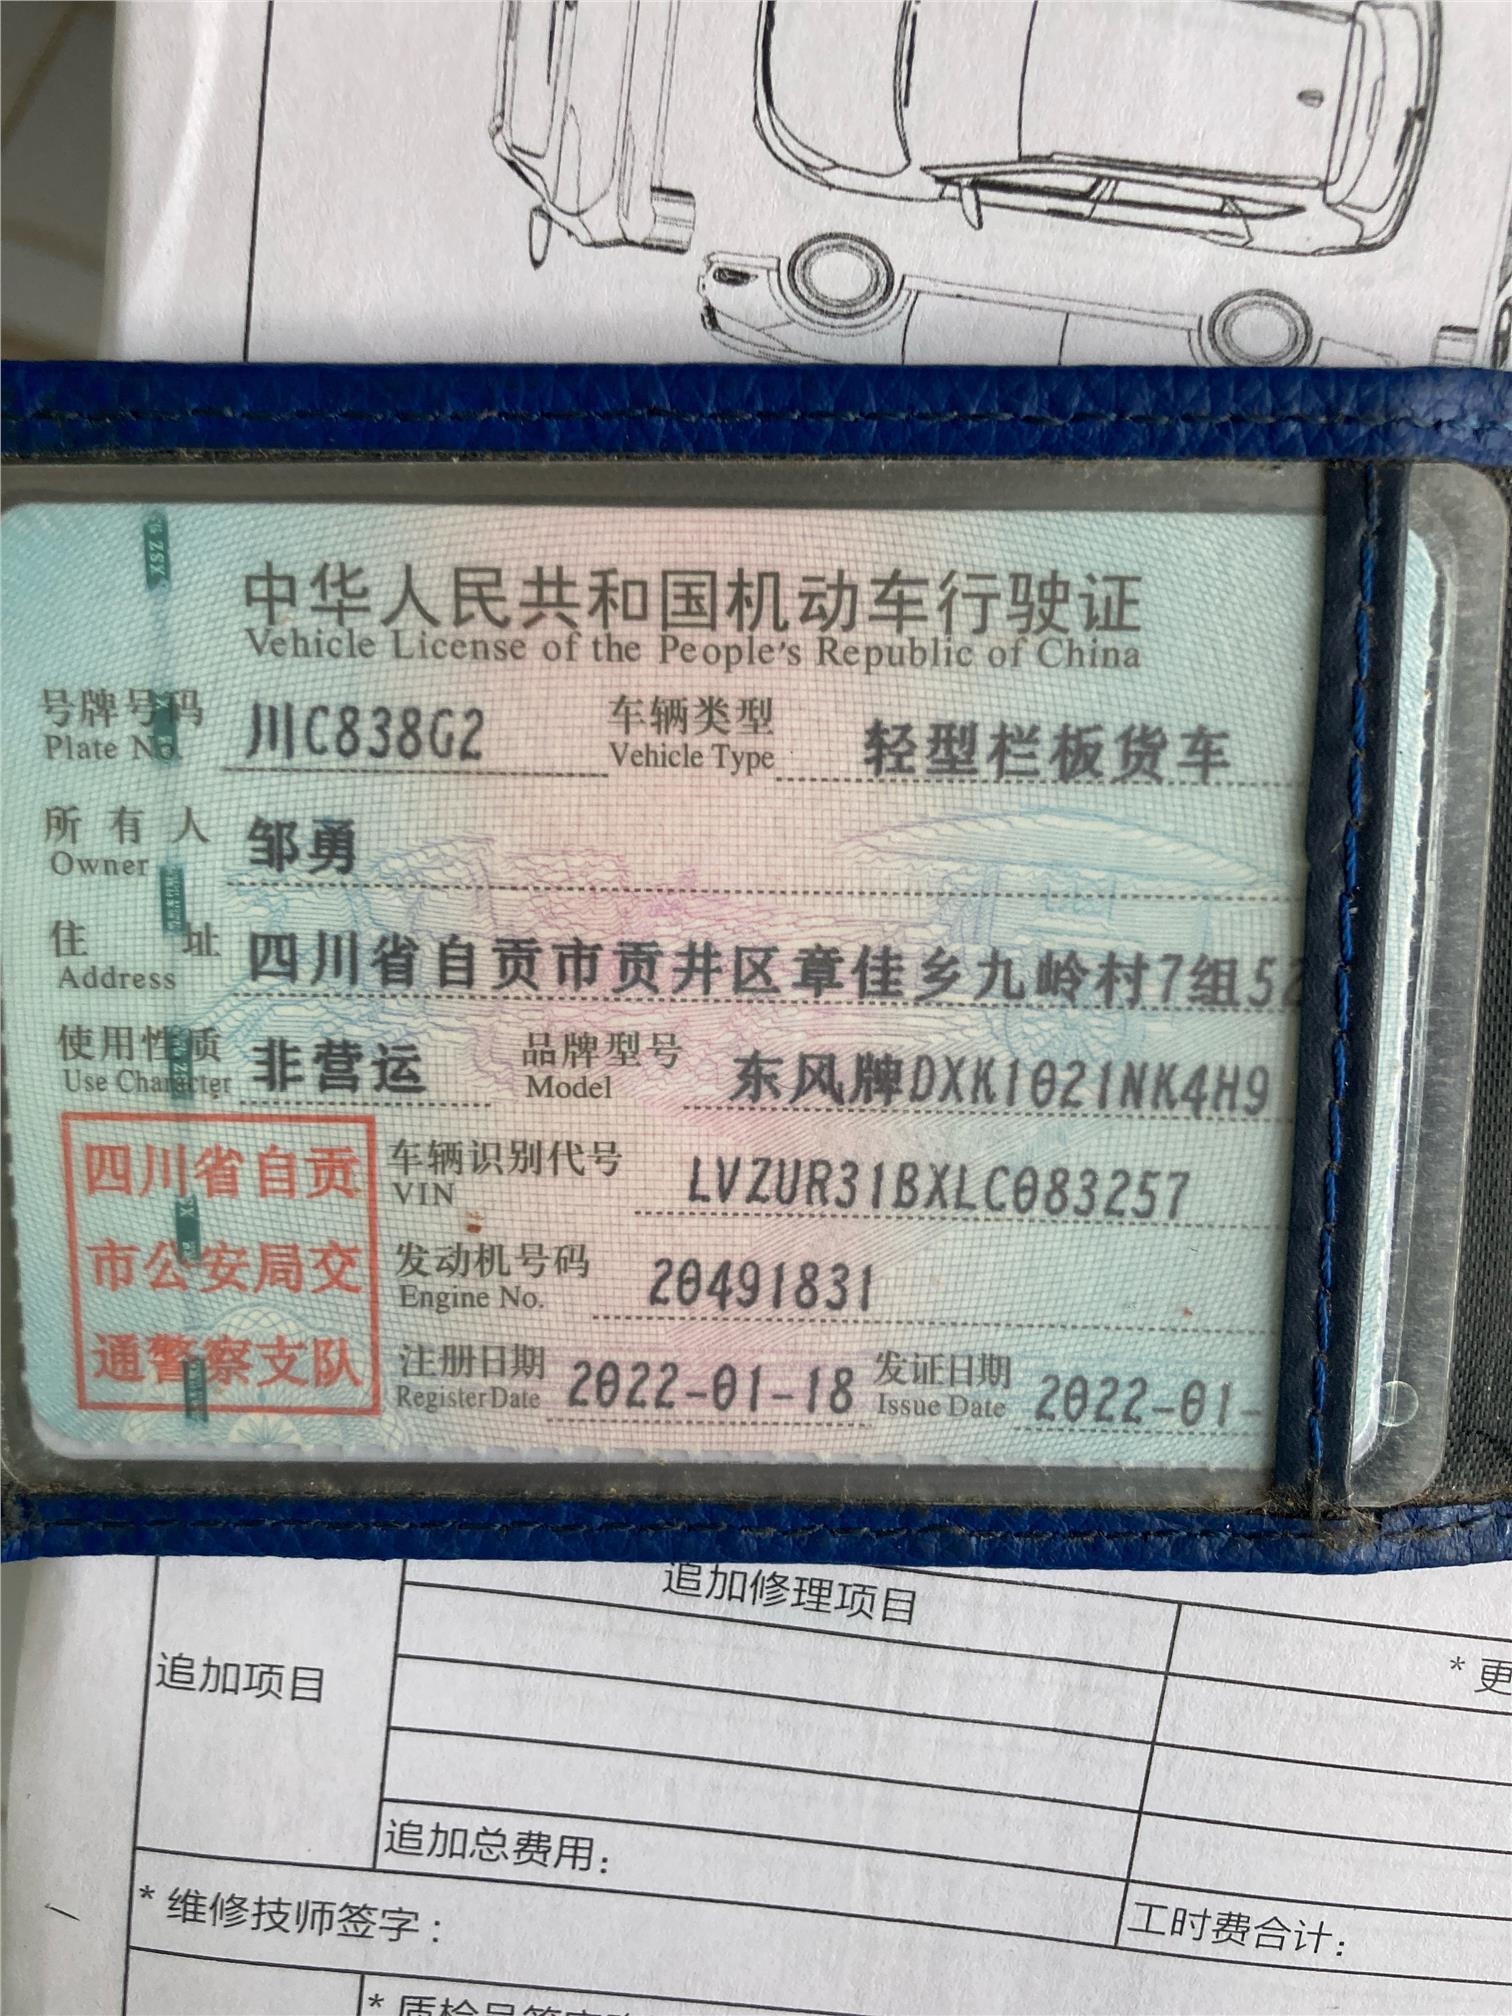 中华人民共和国机动车行驶证
Vehicle License of the People's Republic of China
号牌号码 川C838G2 车辆类型 轻型栏板货车
Plate No. Vehicle Type
所有人 邹勇
Owner
住址 四川省自贡市贡井区章佳乡九岭村7组52
Address
使用性质 非营运 品牌型号 东风牌DXK1021NK4H9
Use Character Model
四川省自贡
市公安局交
通警察支队
车辆识别代号 LVZUR31BXLC083257
VIN
发动机号码 20491831
Engine No.
注册日期 2022-01-18 发证日期 2022-01-
Register Date Issue Date
追加修理项目
* 更
追加项目
追加总费用：
* 维修技师签字：
工时费合计：